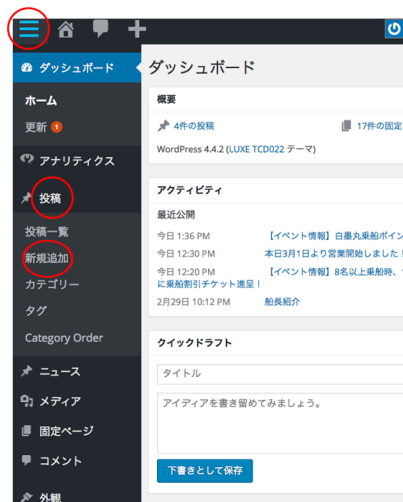 ダッシュボード
ホーム
更新 1
アナリティクス
投稿
投稿一覧
新規追加
カテゴリー
タグ
Category Order
ニュース
メディア
固定ページ
コメント
外観
ダッシュボード
概要
4件の投稿
17件の固定
WordPress 4.4.2 (LUXE TCD022 テーマ)
アクティビティ
最近公開
今日 1:36 PM 【イベント情報】白墨丸乗船ポイン
今日 12:30 PM 本日3月1日より営業開始しました！
今日 12:20 PM 【イベント情報】8名以上乗船時、
に乗船割引チケット進呈！
2月29日 10:12 PM 船長紹介
クイックドラフト
タイトル
アイディアを書き留めてみましょう。
下書きとして保存